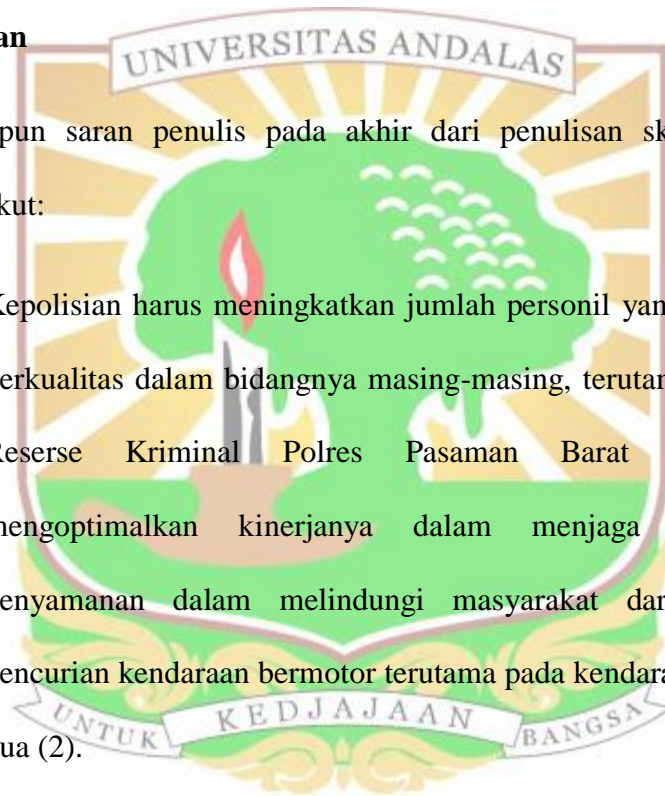 an
UNIVERSITAS ANDALAS
pun saran penulis pada akhir dari penulisan sk
kut:
Kepolisian harus meningkatkan jumlah personil yan
erkualitas dalam bidangnya masing-masing, terutam
Reserse Kriminal Polres Pasaman Barat
mengoptimalkan kinerjanya dalam menjaga
enyamanan dalam melindungi masyarakat dar
encurian kendaraan bermotor terutama pada kendara
ua (2).
UNTUK KEDJAJAAN BANGSA